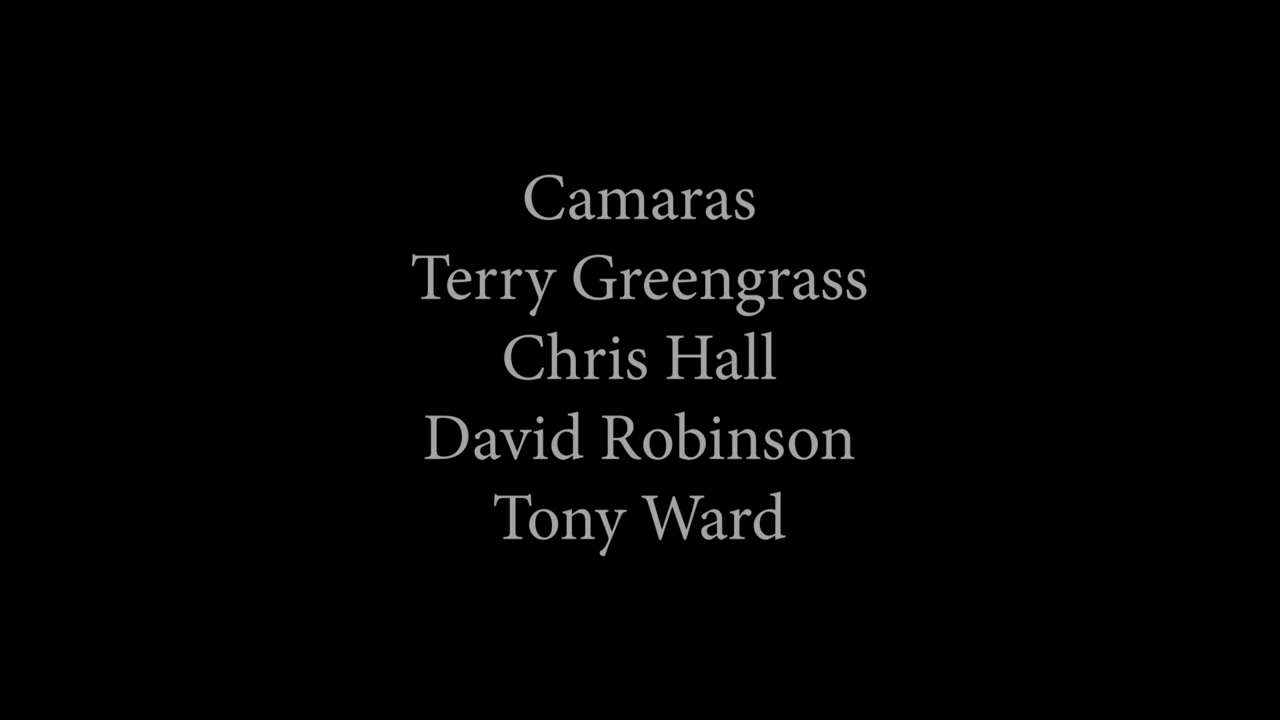 Camaras
Terry Greengrass
Chris Hall
David Robinson
Tony Ward